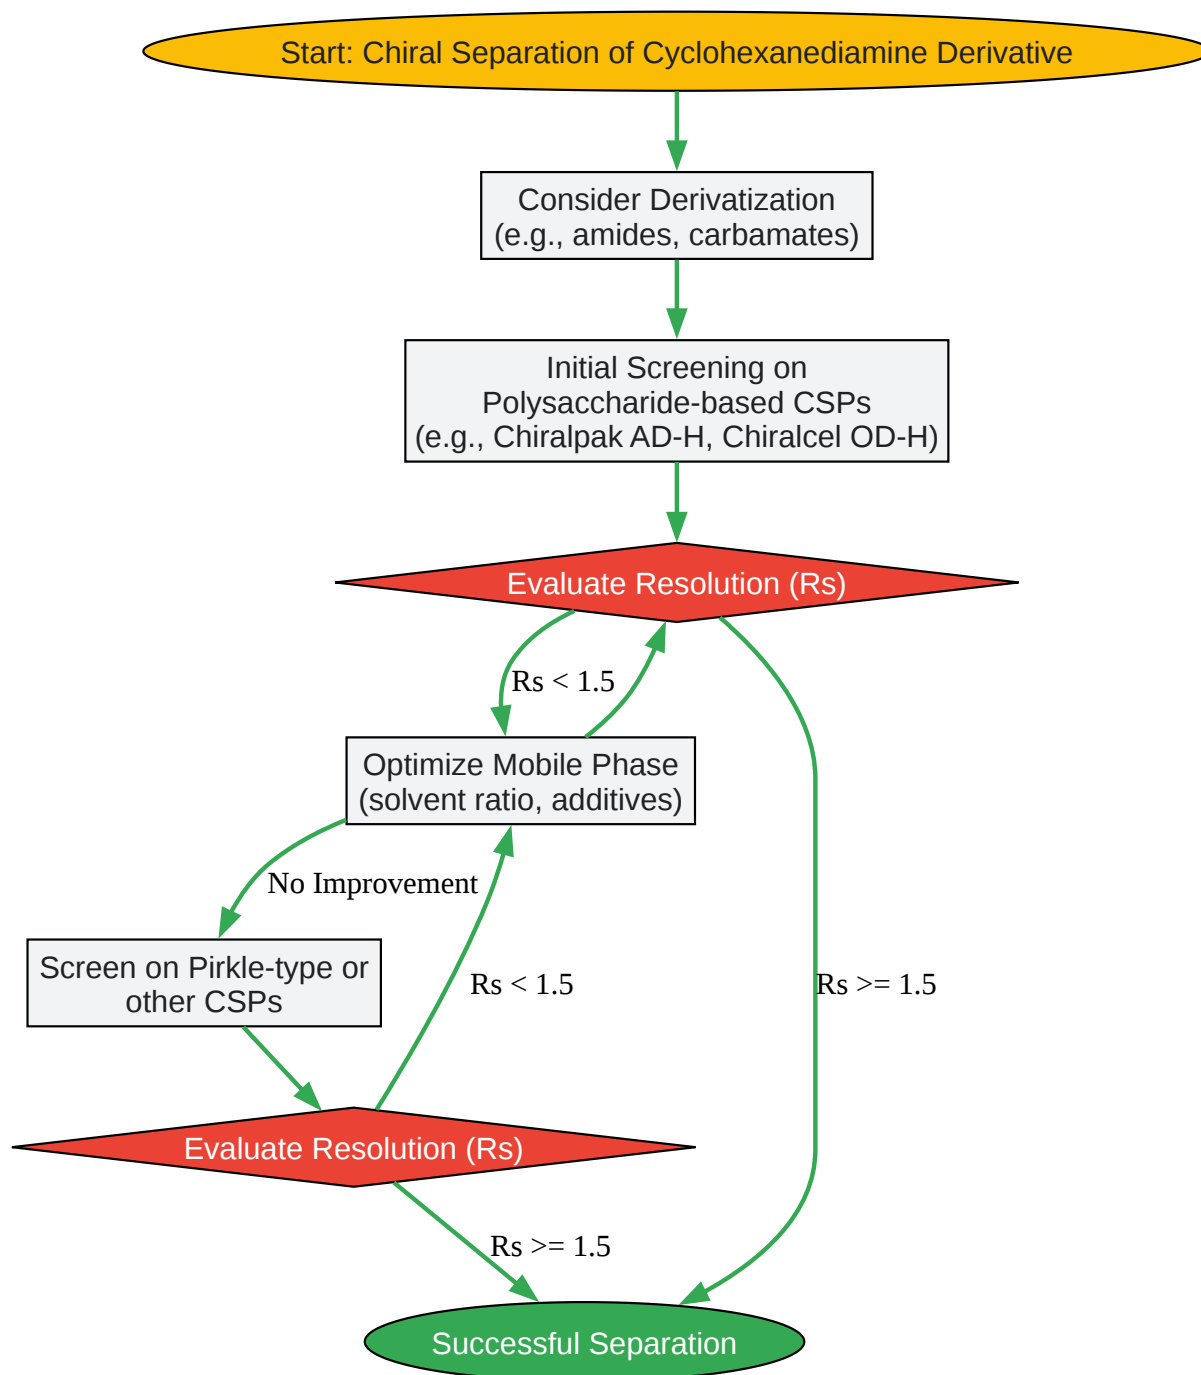 Start: Chiral Separation of Cyclohexanediamine Derivative
Consider Derivatization
(e.g., amides, carbamates)
Initial Screening on
Polysaccharide-based CSPs
(e.g., Chiralpak AD-H, Chiralcel OD-H)
Evaluate Resolution (Rs)
Rs < 1.5
Optimize Mobile Phase
(solvent ratio, additives)
No Improvement
Screen on Pirkle-type or
other CSPs
Rs < 1.5
Rs >= 1.5
Evaluate Resolution (Rs)
Rs >= 1.5
Successful Separation